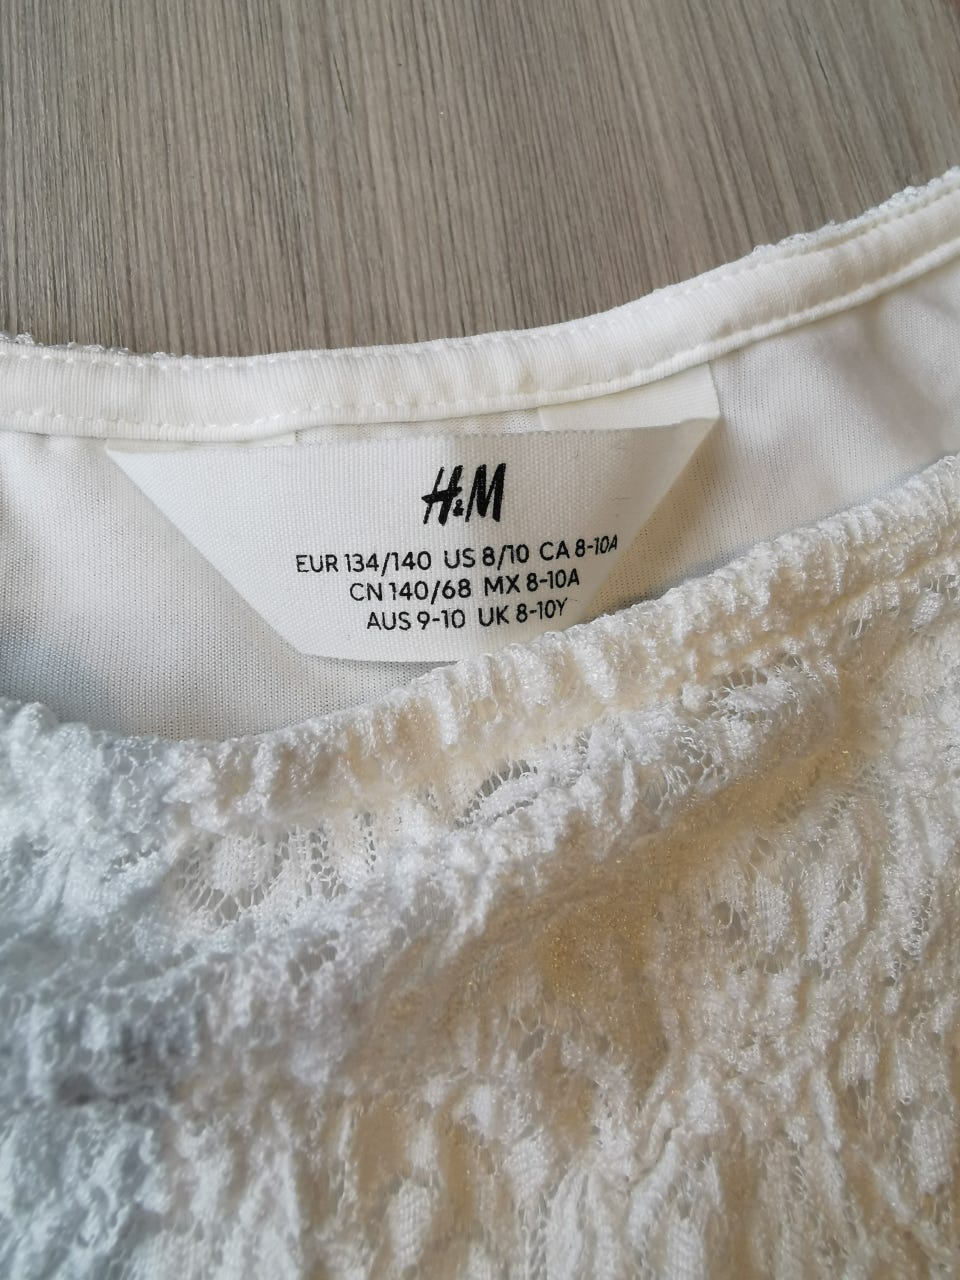 H&M
EUR 134/140 US 8/10 CA 8-10A
CN 140/68 MX 8-10A
AUS 9-10 UK 8-10Y